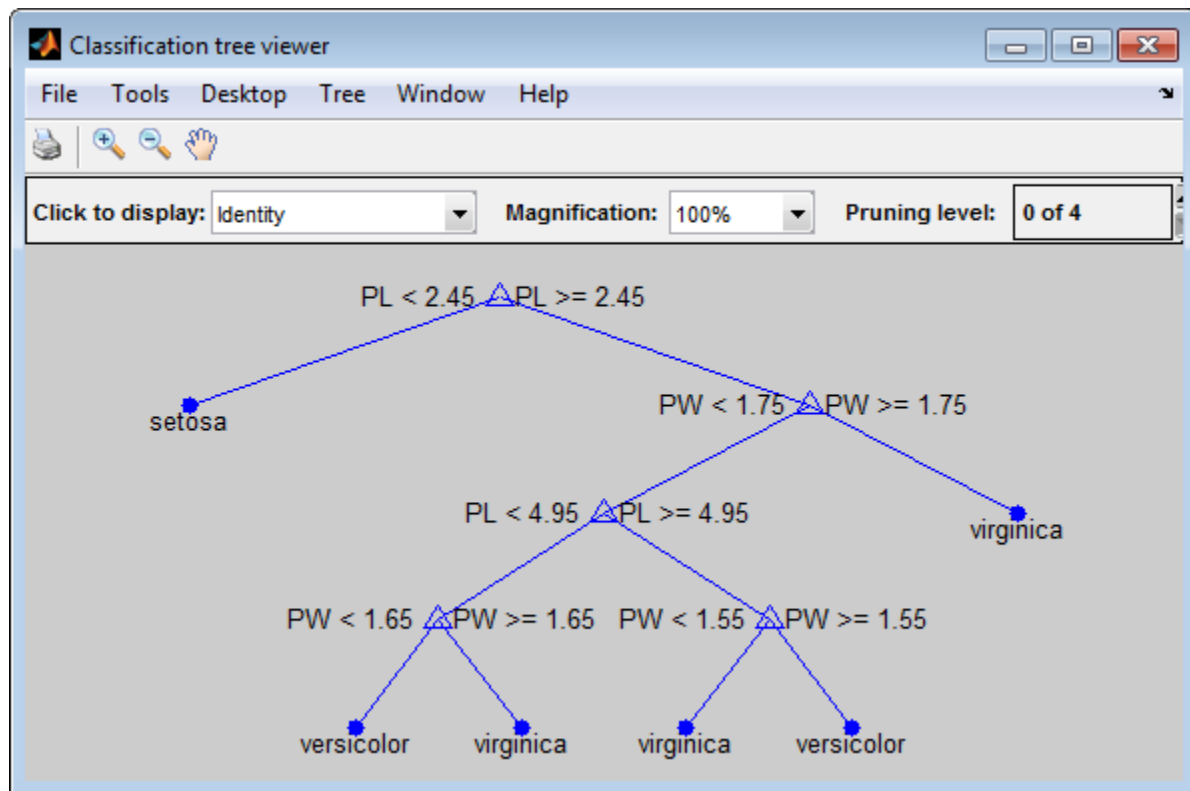 Classification tree viewer
File Tools Desktop Tree Window Help
Click to display: Identity Magnification: 100% Pruning level: 0 of 4
PL < 2.45 PL >= 2.45
setosa
PW < 1.75 PW >= 1.75
PL < 4.95 PL >= 4.95
virginica
PW < 1.65 PW >= 1.65 PW < 1.55 PW >= 1.55
versicolor virginica virginica versicolor